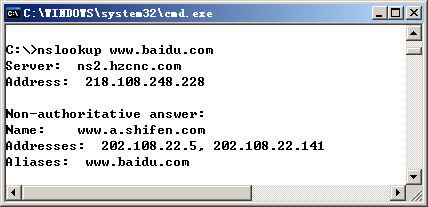 C:\WINDOWS\system32\cmd.exe
C:\>nslookup www.baidu.com
Server:  ns2.hzcnc.com
Address:  218.108.248.228
Non-authoritative answer:
Name:    www.a.shifen.com
Addresses:  202.108.22.5, 202.108.22.141
Aliases:  www.baidu.com